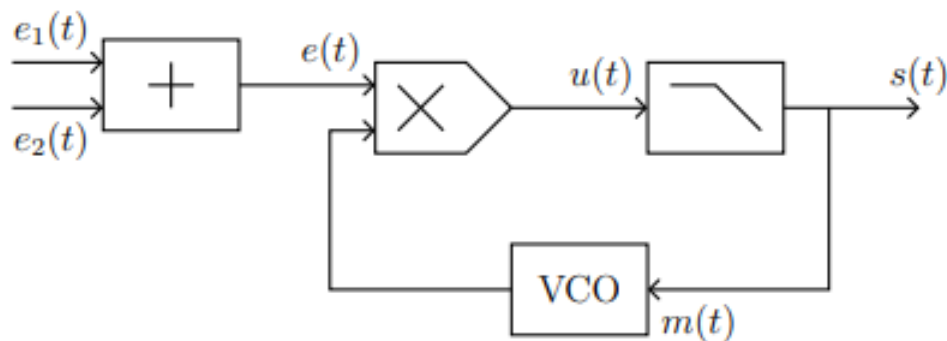 e₁(t)
e₂(t)
+
e(t)
×
u(t)
s(t)
VCO
m(t)